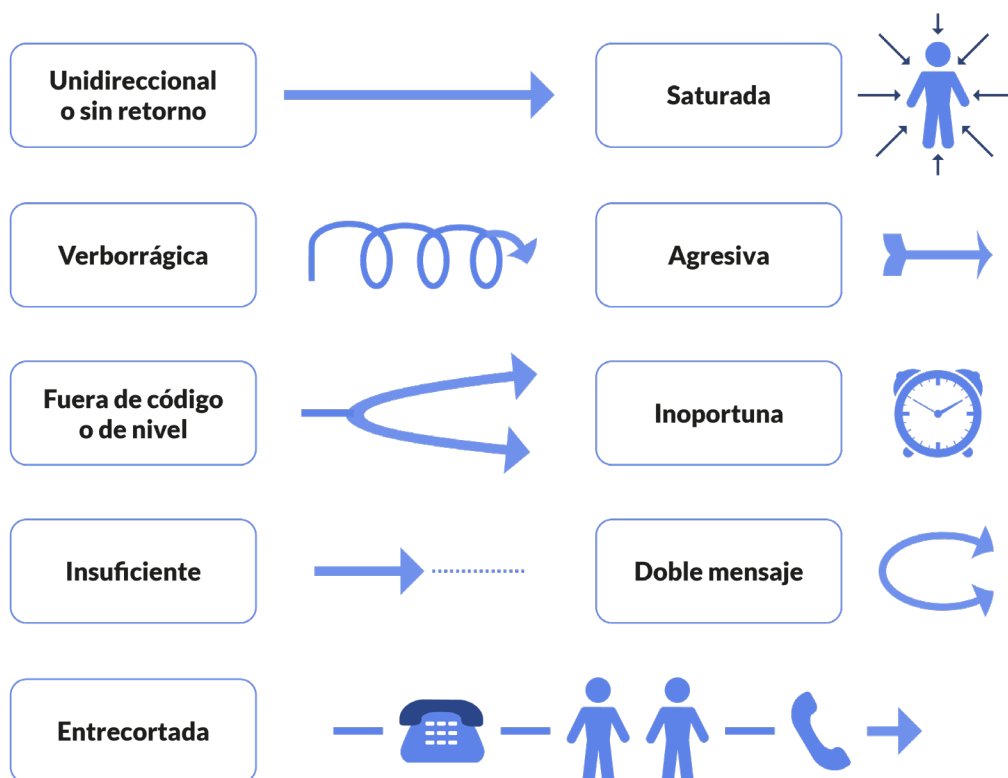 Unidireccional
o sin retorno
Saturada
Verborrágica
Agresiva
Fuera de código
o de nivel
Inoportuna
Insuficiente
Doble mensaje
Entrecortada